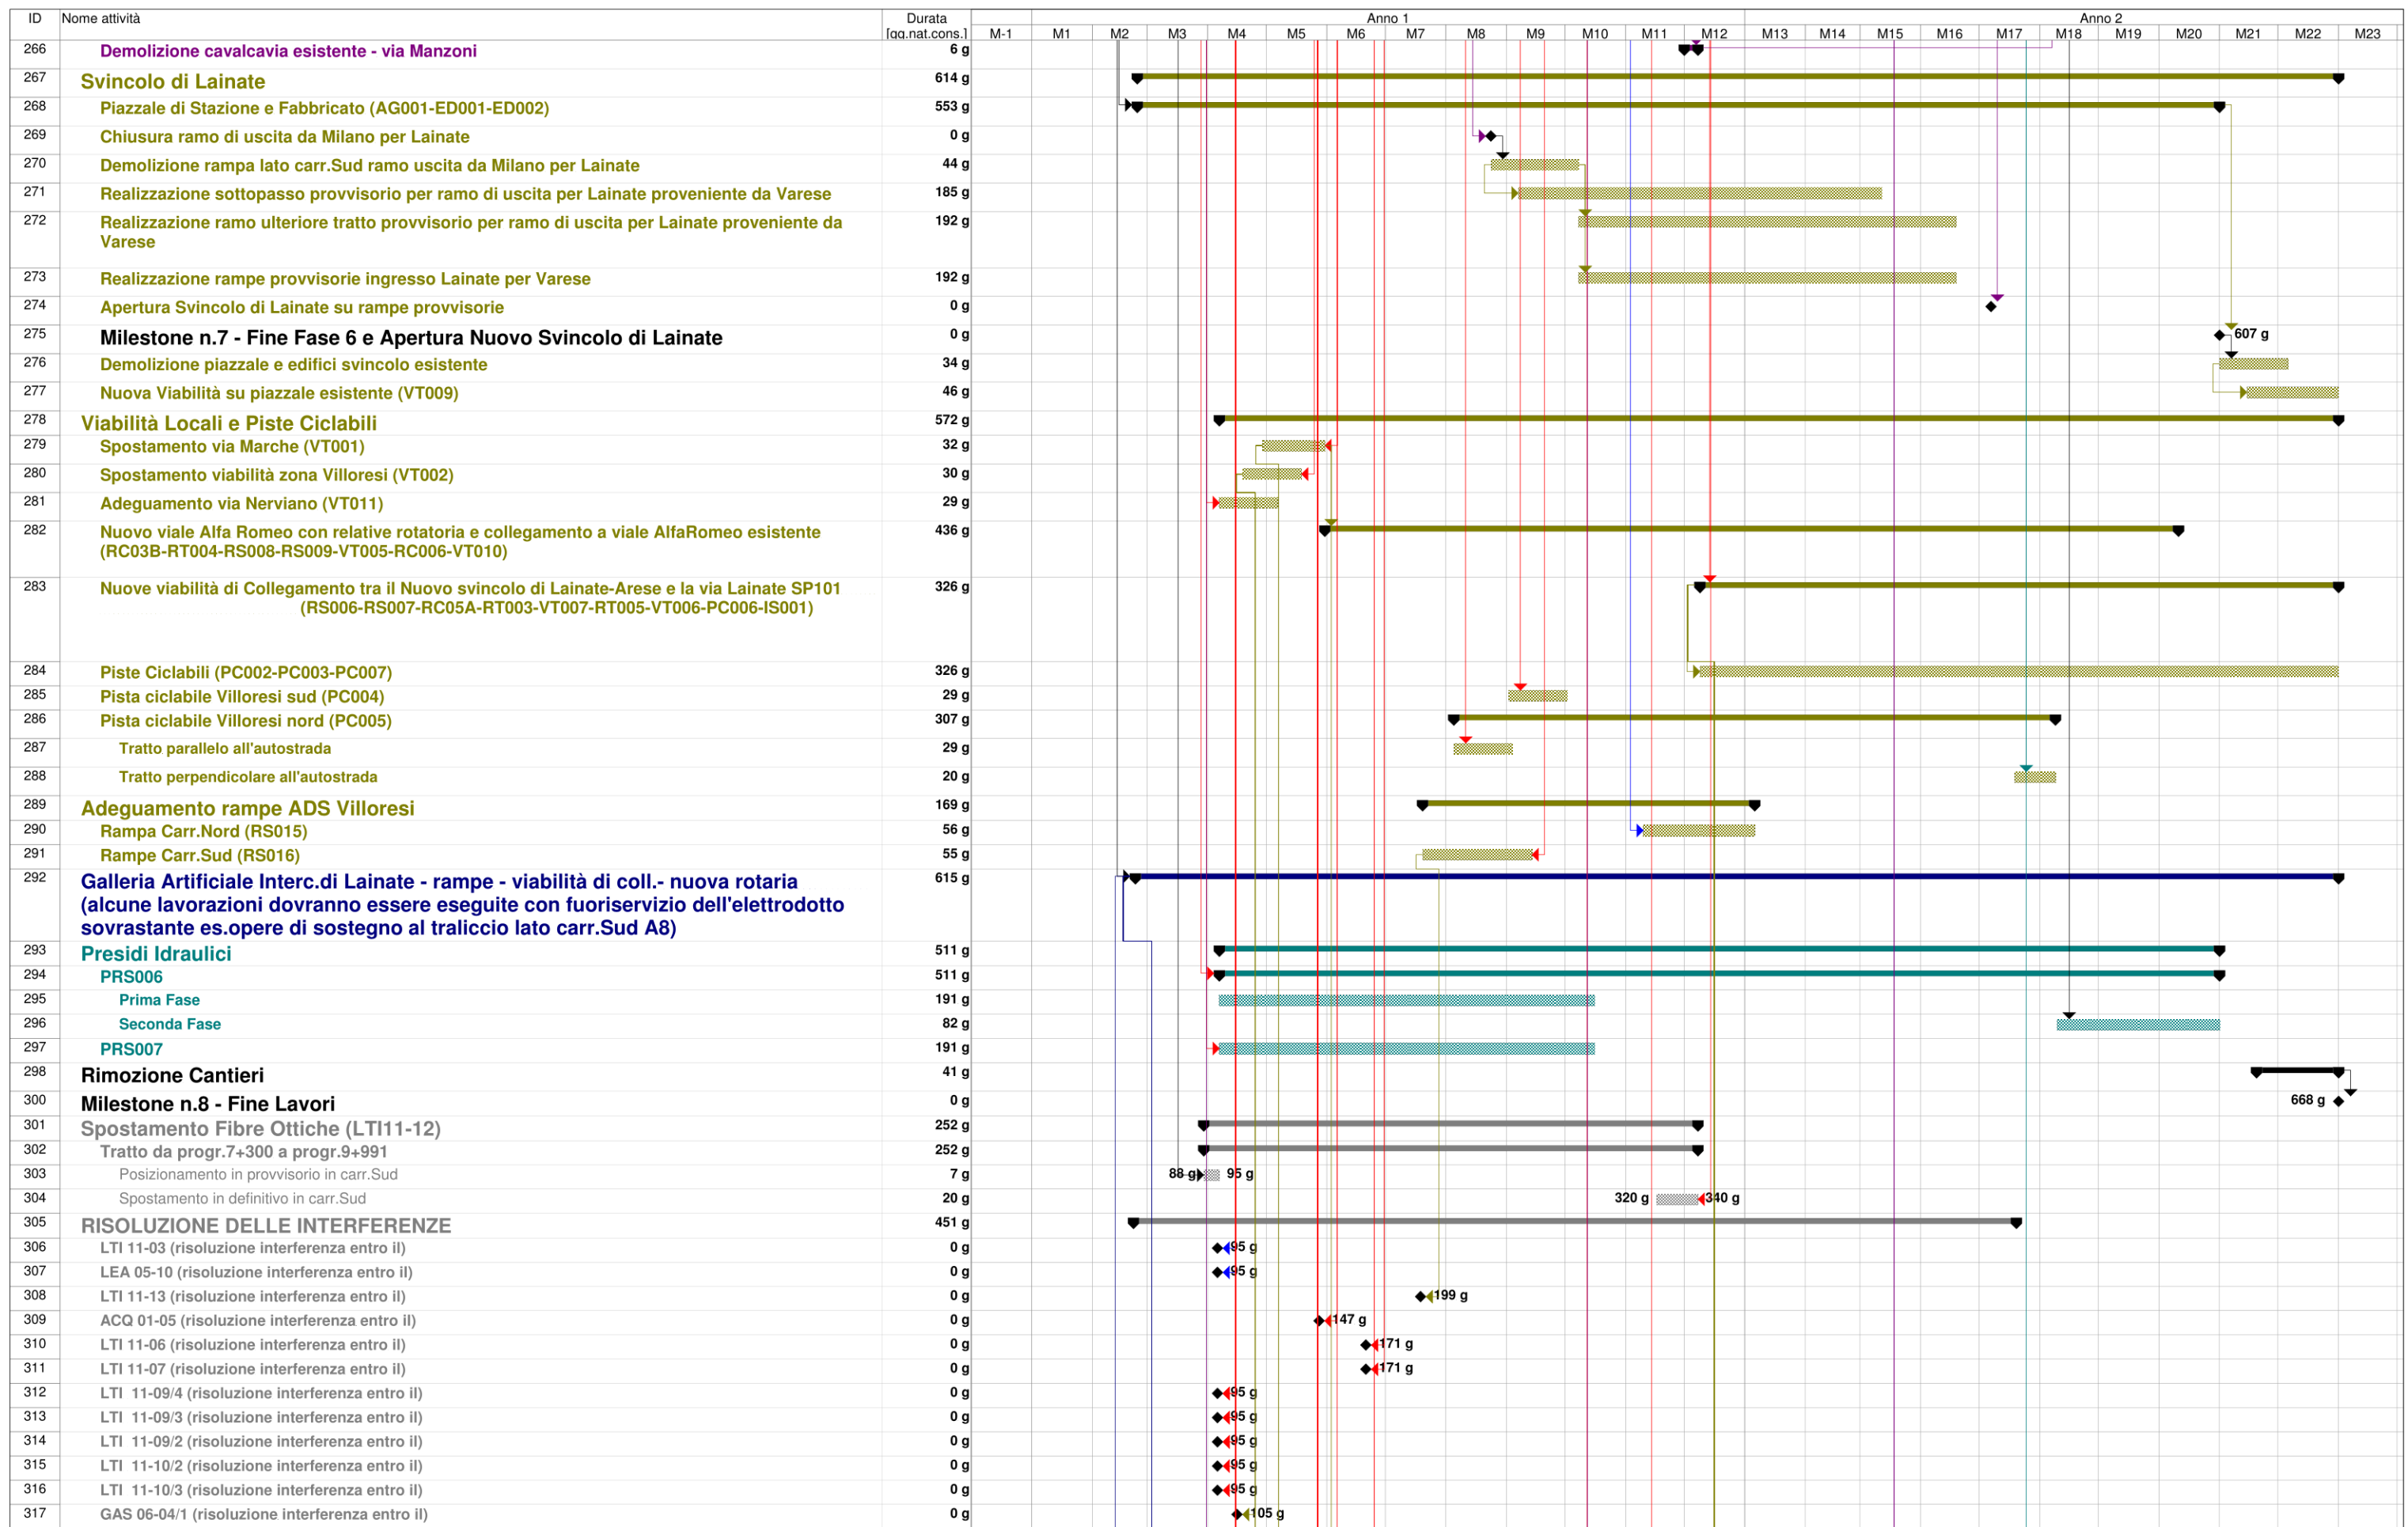 ID Nome attività Durata Anno 1 Anno 2
[gg.nat.cons.] M-1 M1 M2 M3 M4 M5 M6 M7 M8 M9 M10 M11 M12 M13 M14 M15 M16 M17 M18 M19 M20 M21 M22 M23
266 Demolizione cavalcavia esistente - via Manzoni 6 g
267 Svincolo di Lainate 614 g
268 Piazzale di Stazione e Fabbricato (AG001-ED001-ED002) 553 g
269 Chiusura ramo di uscita da Milano per Lainate 0 g
270 Demolizione rampa lato carr.Sud ramo uscita da Milano per Lainate 44 g
271 Realizzazione sottopasso provvisorio per ramo di uscita per Lainate proveniente da Varese 185 g
272 Realizzazione ramo ulteriore tratto provvisorio per ramo di uscita per Lainate proveniente da 192 g
Varese
273 Realizzazione rampe provvisorie ingresso Lainate per Varese 192 g
274 Apertura Svincolo di Lainate su rampe provvisorie 0 g
275 Milestone n.7 - Fine Fase 6 e Apertura Nuovo Svincolo di Lainate 0 g 607 g
276 Demolizione piazzale e edifici svincolo esistente 34 g
277 Nuova Viabilità su piazzale esistente (VT009) 46 g
278 Viabilità Locali e Piste Ciclabili 572 g
279 Spostamento via Marche (VT001) 32 g
280 Spostamento viabilità zona Villoresi (VT002) 30 g
281 Adeguamento via Nerviano (VT011) 29 g
282 Nuovo viale Alfa Romeo con relative rotatoria e collegamento a viale AlfaRomeo esistente 436 g
(RC03B-RT004-RS008-RS009-VT005-RC006-VT010)
283 Nuove viabilità di Collegamento tra il Nuovo svincolo di Lainate-Arese e la via Lainate SP101 326 g
(RS006-RS007-RC05A-RT003-VT007-RT005-VT006-PC006-IS001)
284 Piste Ciclabili (PC002-PC003-PC007) 326 g
285 Pista ciclabile Villoresi sud (PC004) 29 g
286 Pista ciclabile Villoresi nord (PC005) 307 g
287 Tratto parallelo all'autostrada 29 g
288 Tratto perpendicolare all'autostrada 20 g
289 Adeguamento rampe ADS Villoresi 169 g
290 Rampa Carr.Nord (RS015) 56 g
291 Rampe Carr.Sud (RS016) 55 g
292 Galleria Artificiale Interc.di Lainate - rampe - viabilità di coll.- nuova rotaria 615 g
(alcune lavorazioni dovranno essere eseguite con fuoriservizio dell'elettrodotto
sovrastante es.opere di sostegno al traliccio lato carr.Sud A8)
293 Presidi Idraulici 511 g
294 PRS006 511 g
295 Prima Fase 191 g
296 Seconda Fase 82 g
297 PRS007 191 g
298 Rimozione Cantieri 41 g
300 Milestone n.8 - Fine Lavori 0 g 668 g
301 Spostamento Fibre Ottiche (LTI11-12) 252 g
302 Tratto da progr.7+300 a progr.9+991 252 g
303 Posizionamento in provvisorio in carr.Sud 7 g 88 g 95 g
304 Spostamento in definitivo in carr.Sud 20 g 320 g 340 g
305 RISOLUZIONE DELLE INTERFERENZE 451 g
306 LTI 11-03 (risoluzione interferenza entro il) 0 g 95 g
307 LEA 05-10 (risoluzione interferenza entro il) 0 g 95 g
308 LTI 11-13 (risoluzione interferenza entro il) 0 g 199 g
309 ACQ 01-05 (risoluzione interferenza entro il) 0 g 147 g
310 LTI 11-06 (risoluzione interferenza entro il) 0 g 171 g
311 LTI 11-07 (risoluzione interferenza entro il) 0 g 171 g
312 LTI 11-09/4 (risoluzione interferenza entro il) 0 g 95 g
313 LTI 11-09/3 (risoluzione interferenza entro il) 0 g 95 g
314 LTI 11-09/2 (risoluzione interferenza entro il) 0 g 95 g
315 LTI 11-10/2 (risoluzione interferenza entro il) 0 g 95 g
316 LTI 11-10/3 (risoluzione interferenza entro il) 0 g 95 g
317 GAS 06-04/1 (risoluzione interferenza entro il) 0 g 105 g